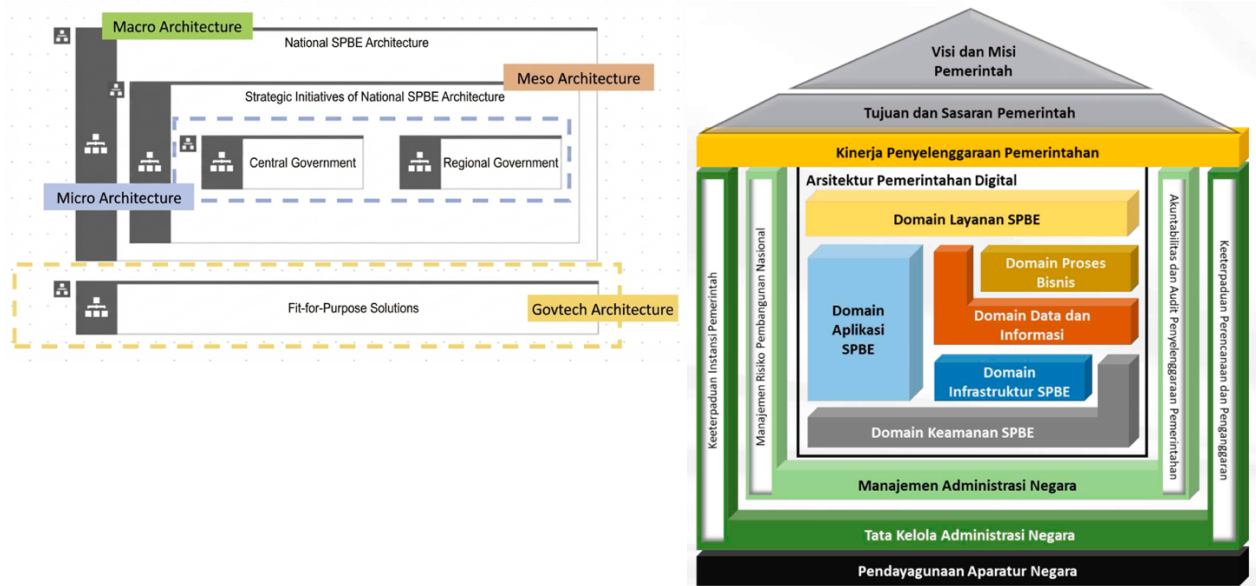 Macro Architecture
National SPBE Architecture
Meso Architecture
Strategic Initiatives of National SPBE Architecture
Central Government
Regional Government
Micro Architecture
Fit-for-Purpose Solutions
Govtech Architecture
Visi dan Misi
Pemerintah
Tujuan dan Sasaran Pemerintah
Kinerja Penyelenggaraan Pemerintahan
Arsitektur Pemerintahan Digital
Domain Layanan SPBE
Domain
Aplikasi
SPBE
Domain Proses
Bisnis
Domain Data dan
Informasi
Domain
Infrastruktur SPBE
Domain Keamanan SPBE
Keeterpaduan Instansi Pemerintah
Manajemen Risiko Pembangunan Nasional
Akuntabilitas dan Audit Penyelenggaraan Pemerintahan
Keeterpaduan Perencanaan dan Penganggaran
Manajemen Administrasi Negara
Tata Kelola Administrasi Negara
Pendayagunaan Aparatur Negara